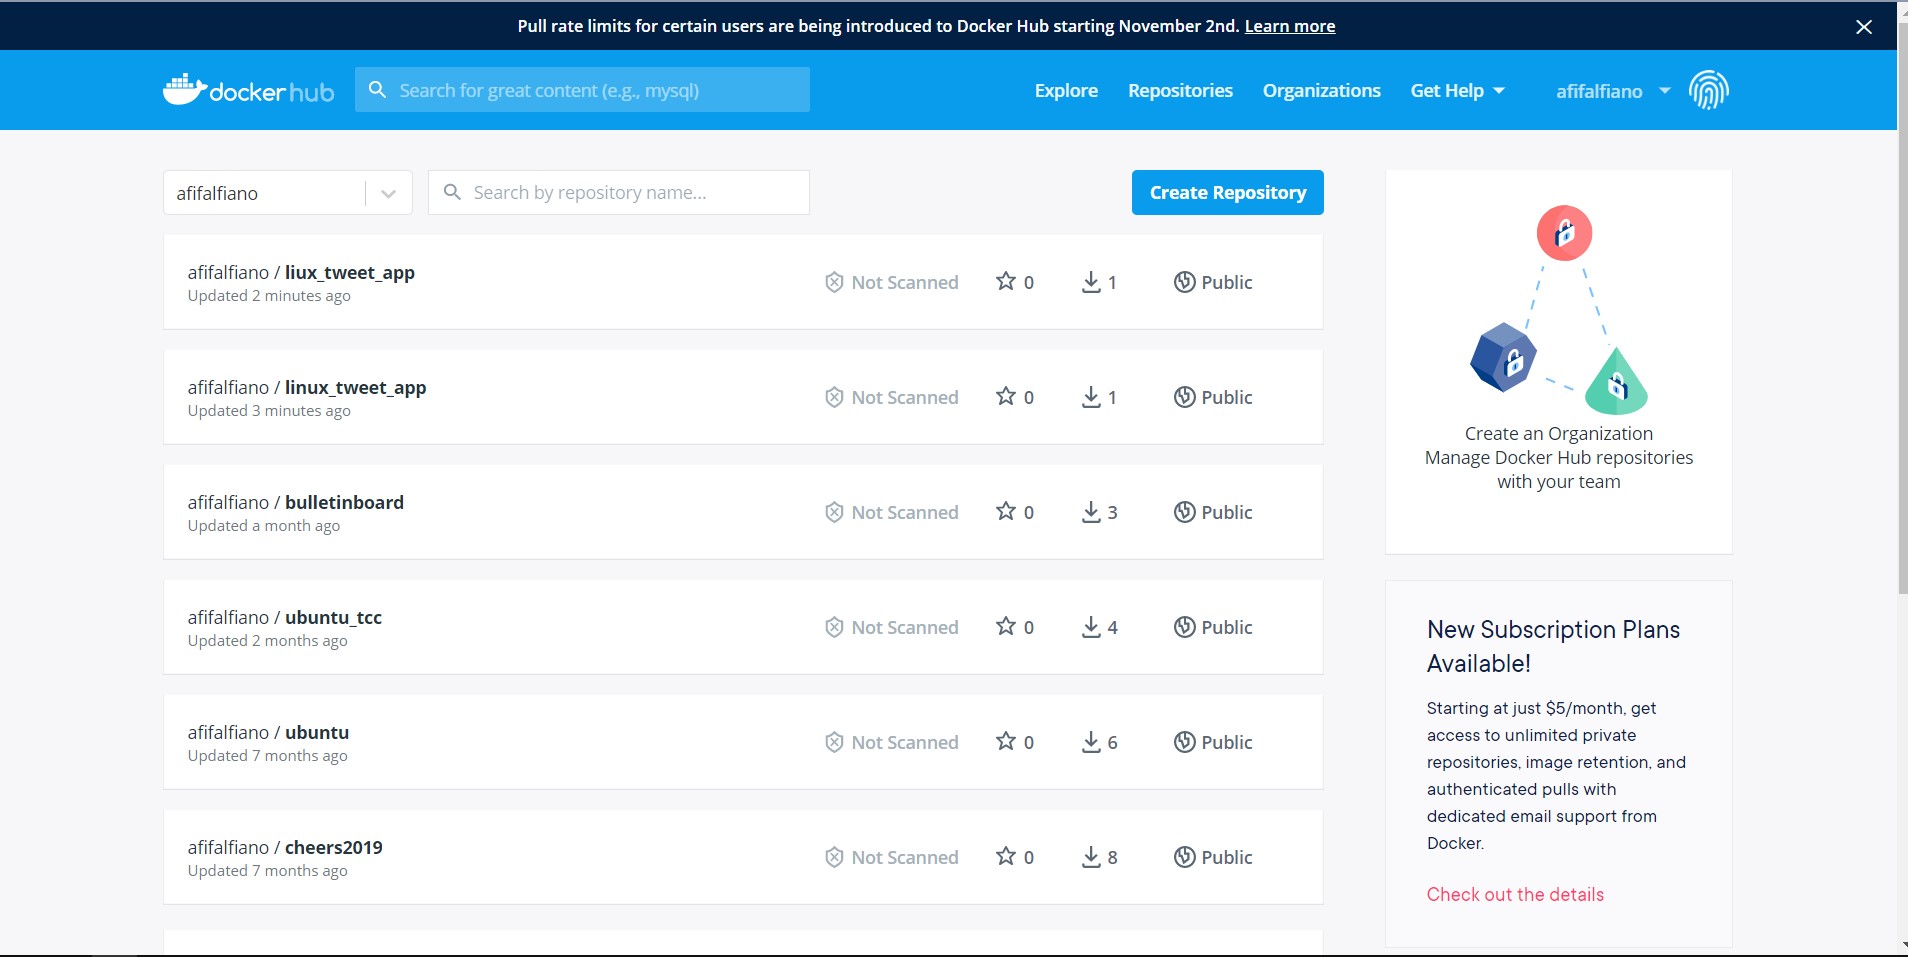 Pull rate limits for certain users are being introduced to Docker Hub starting November 2nd. Learn more
docker hub
Search for great content (e.g., mysql)
Explore
Repositories
Organizations
Get Help
afifalfiano
afifalfiano
Search by repository name...
Create Repository
afifalfiano / liux_tweet_app
Updated 2 minutes ago
Not Scanned
0
1
Public
afifalfiano / linux_tweet_app
Updated 3 minutes ago
Not Scanned
0
1
Public
afifalfiano / bulletinboard
Updated a month ago
Not Scanned
0
3
Public
afifalfiano / ubuntu_tcc
Updated 2 months ago
Not Scanned
0
4
Public
afifalfiano / ubuntu
Updated 7 months ago
Not Scanned
0
6
Public
afifalfiano / cheers2019
Updated 7 months ago
Not Scanned
0
8
Public
Create an Organization
Manage Docker Hub repositories
with your team
New Subscription Plans
Available!
Starting at just $5/month, get
access to unlimited private
repositories, image retention, and
authenticated pulls with
dedicated email support from
Docker.
Check out the details